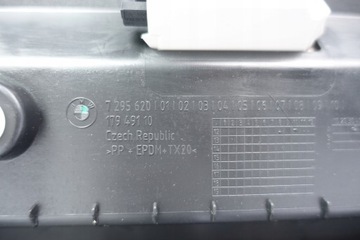 7 295 620 | 01 | 02 | 03 | 04 | 05 | 06 | 07 | 08 | 09 | 10
179 491 10
Czech Republic
>PP + EPDM+TX20<